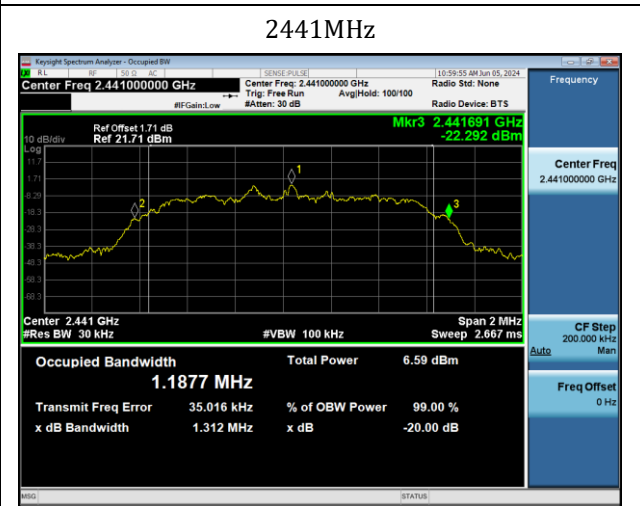 2441MHz
Keysight Spectrum Analyzer - Occupied BW
RL RF 50 Ω AC SENSE:PULSE 10:59:55 AM Jun 05, 2024
Center Freq 2.441000000 GHz
Center Freq: 2.441000000 GHz Radio Std: None
Trig: Free Run Avg|Hold: 100/100
#IFGain:Low #Atten: 30 dB Radio Device: BTS
Frequency
Ref Offset 1.71 dB Mkr3 2.441691 GHz
10 dB/div Ref 21.71 dBm -22.292 dBm
Log
11.7
1.71
-8.29
-18.3
-28.3
-38.3
-48.3
-58.3
-68.3
1
2
3
Center 2.441 GHz Span 2 MHz
#Res BW 30 kHz #VBW 100 kHz Sweep 2.667 ms
Occupied Bandwidth Total Power 6.59 dBm
1.1877 MHz
Transmit Freq Error 35.016 kHz % of OBW Power 99.00 %
x dB Bandwidth 1.312 MHz x dB -20.00 dB
Center Freq
2.441000000 GHz
CF Step
200.000 kHz
Auto Man
Freq Offset
0 Hz
MSG STATUS